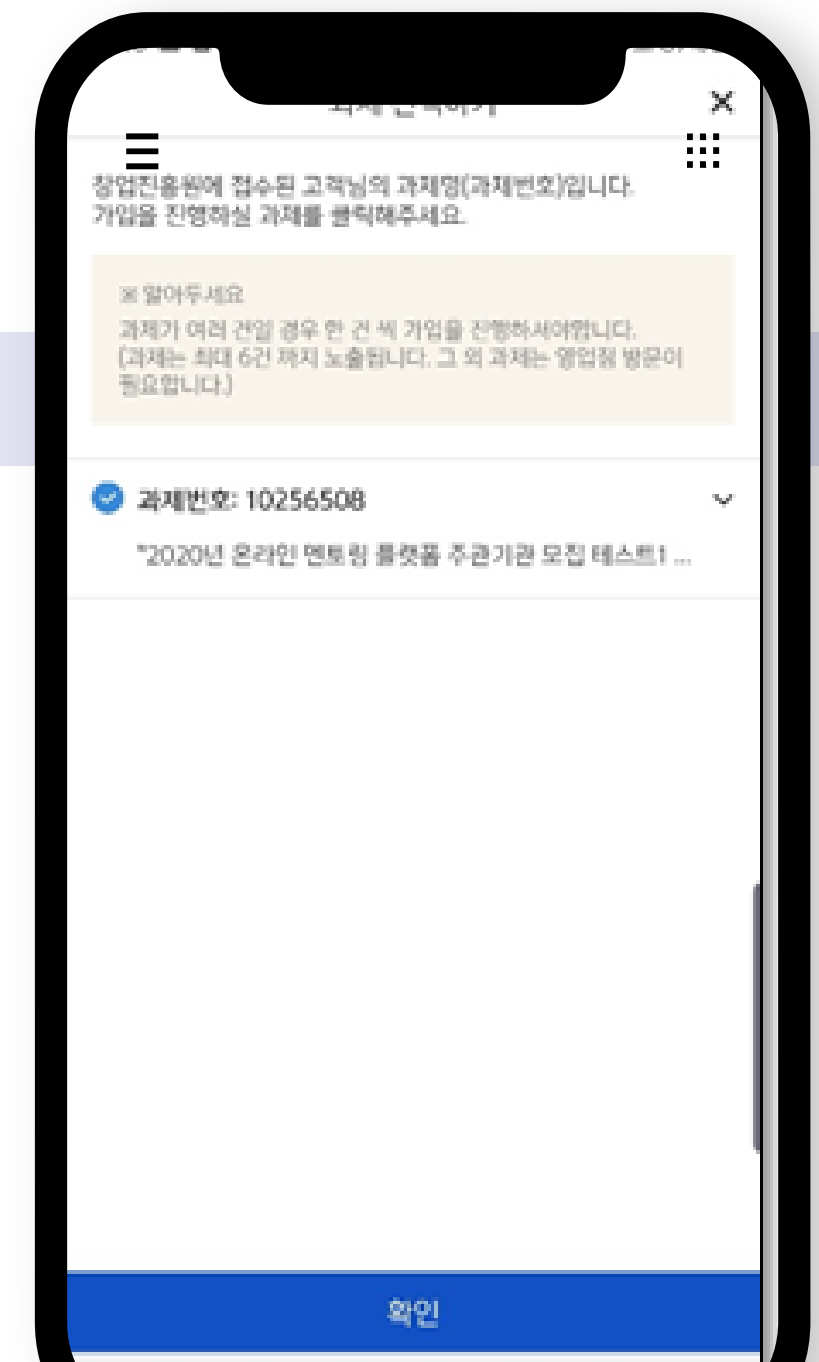 창업진흥원에 접수된 고객님의 과제명(과제번호)입니다.
가입을 진행하실 과제를 클릭해주세요.
※ 알아두세요
과제가 여러 건일 경우 한 건 씩 가입을 진행하셔야합니다.
(과제는 최대 6건 까지 노출됩니다. 그 외 과제는 영업점 방문이
필요합니다.)
과제번호: 10256508
"2020년 온라인 멘토링 플랫폼 주관기관 모집 테스트1 ...
확인